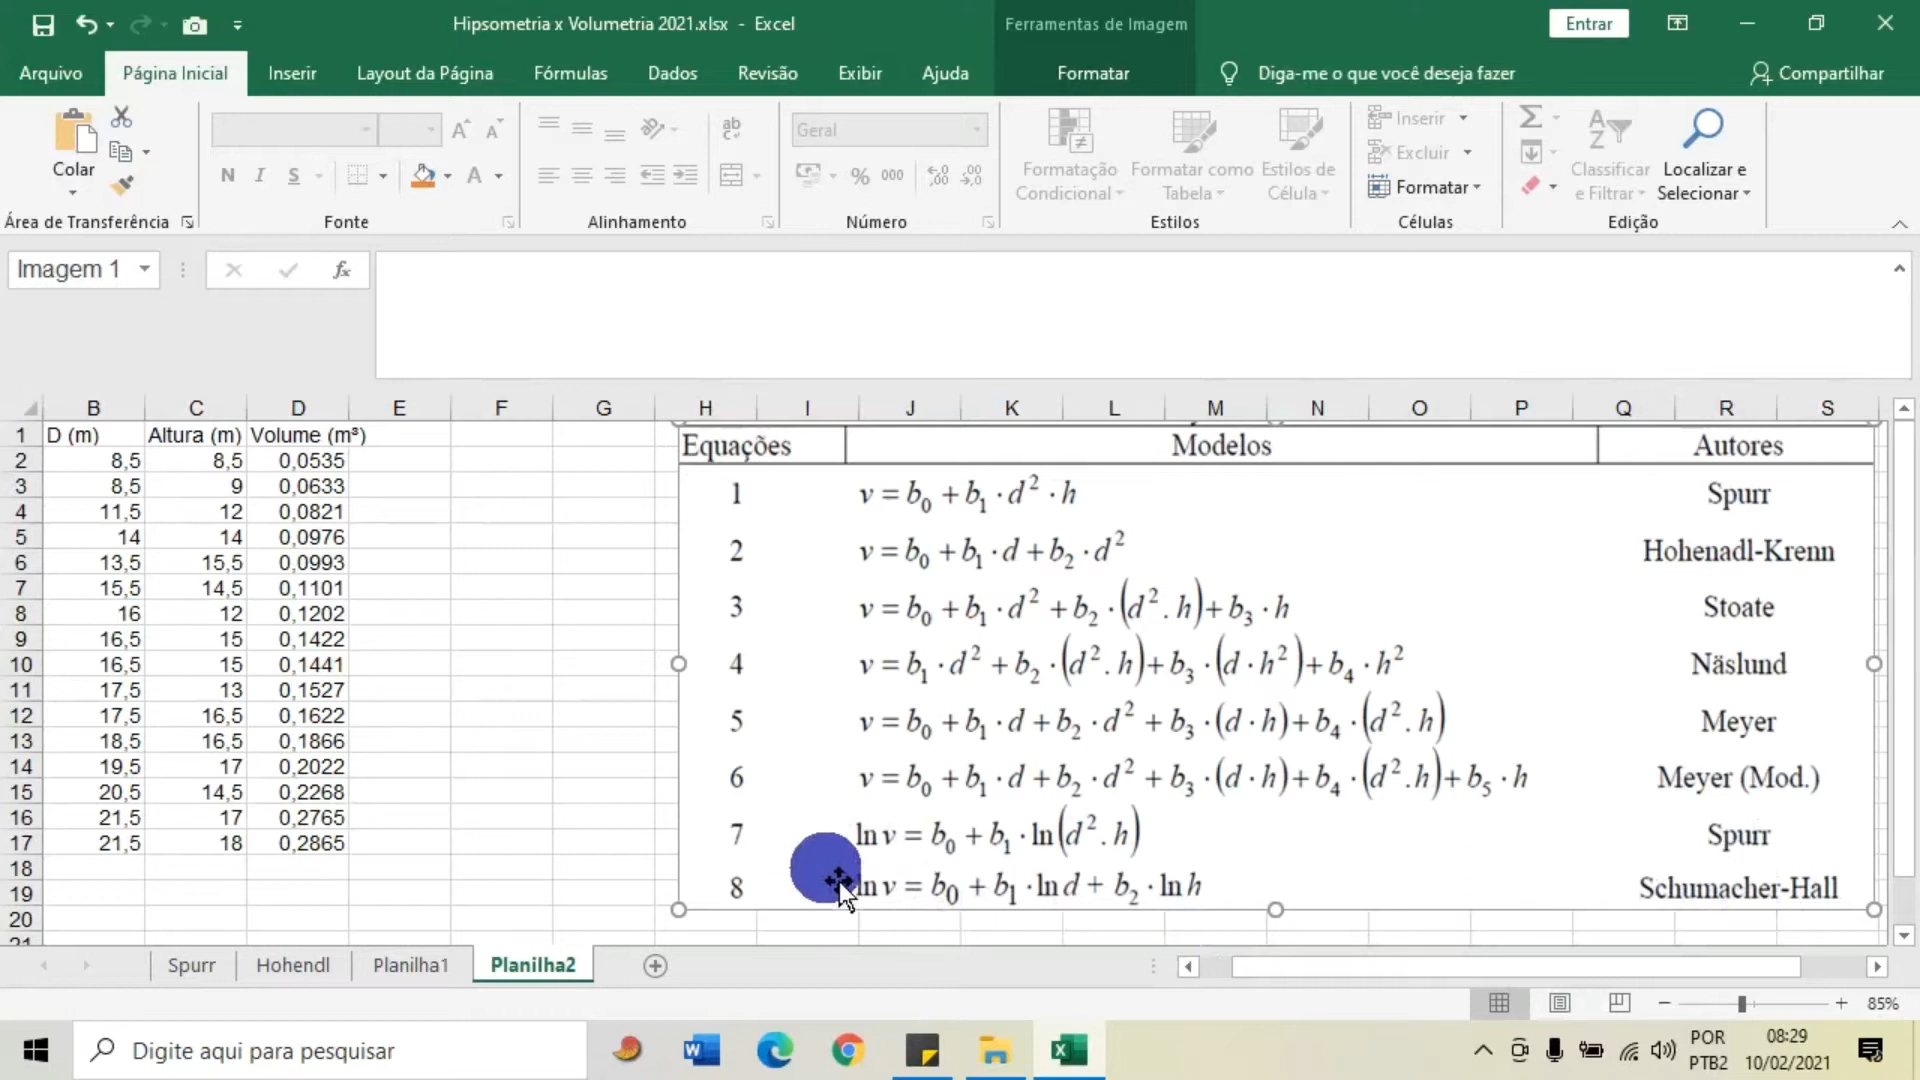 Hipsometria x Volumetria 2021.xlsx - Excel
Ferramentas de Imagem
Entrar
Arquivo Página Inicial Inserir Layout da Página Fórmulas Dados Revisão Exibir Ajuda Formatar Diga-me o que você deseja fazer Compartilhar
Colar
N I S
A A A
ab
Geral
% 000
Formatação Condicional
Formatar como Tabela
Estilos de Célula
Inserir
Excluir
Formatar
Classificar e Filtrar
Localizar e Selecionar
Área de Transferência Fonte Alinhamento Número Estilos Células Edição
Imagem 1 fx
B C D E F G H I J K L M N O P Q R S
1 D (m) Altura (m) Volume (m³)
2 8,5 8,5 0,0535
3 8,5 9 0,0633
4 11,5 12 0,0821
5 14 14 0,0976
6 13,5 15,5 0,0993
7 15,5 14,5 0,1101
8 16 12 0,1202
9 16,5 15 0,1422
10 16,5 15 0,1441
11 17,5 13 0,1527
12 17,5 16,5 0,1622
13 18,5 16,5 0,1866
14 19,5 17 0,2022
15 20,5 14,5 0,2268
16 21,5 17 0,2765
17 21,5 18 0,2865
18
19
20
21
Equações Modelos Autores
1 v = b₀ + b₁ · d² · h Spurr
2 v = b₀ + b₁ · d + b₂ · d² Hohenadl-Krenn
3 v = b₀ + b₁ · d² + b₂ · (d² . h) + b₃ · h Stoate
4 v = b₁ · d² + b₂ · (d² . h) + b₃ · (d · h²) + b₄ · h² Näslund
5 v = b₀ + b₁ · d + b₂ · d² + b₃ · (d · h) + b₄ · (d² . h) Meyer
6 v = b₀ + b₁ · d + b₂ · d² + b₃ · (d · h) + b₄ · (d² . h) + b₅ · h Meyer (Mod.)
7 ln v = b₀ + b₁ · ln (d² . h) Spurr
8 ln v = b₀ + b₁ · ln d + b₂ · ln h Schumacher-Hall
Spurr Hohendl Planilha1 Planilha2
85%
Digite aqui para pesquisar
POR
PTB2
08:29
10/02/2021